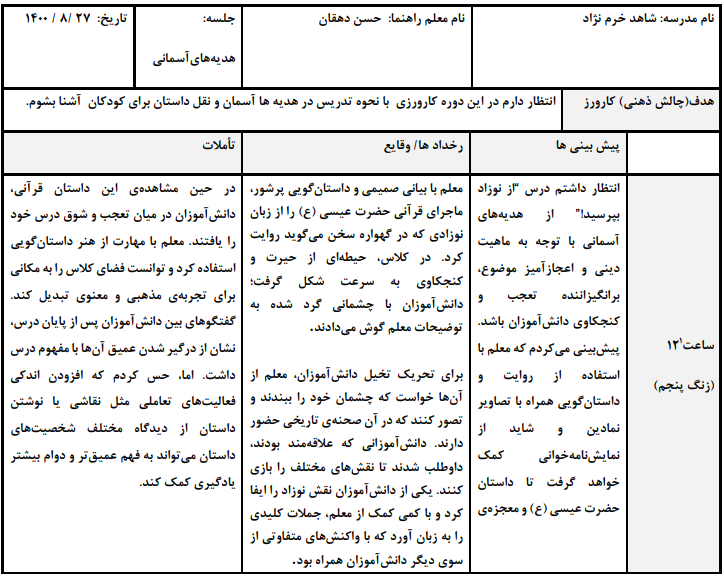 نام مدرسه: شاهد خرم نژاد
نام معلم راهنما: حسن دهقان
جلسه:
هدیه‌های‌آسمانی
تاریخ: ۲۷ /۸ / ۱۴۰۰
هدف(چالش ذهنی) کارورز
انتظار دارم در این دوره کارورزی با نحوه تدریس در هدیه ها آسمان و نقل داستان برای کودکان آشنا بشوم.
پیش بینی ها
رخداد ها/ وقایع
تأملات
ساعت۱۲۱
(زنگ پنجم)
انتظار داشتم درس "از نوزاد
بپرسید!" از هدیه‌های
آسمانی با توجه به ماهیت
دینی و اعجازآمیز موضوع،
برانگیزاننده تعجب و
کنجکاوی دانش‌آموزان باشد.
پیش‌بینی می‌کردم که معلم با
استفاده از روایت و
داستان‌گویی همراه با تصاویر
نمادین و شاید از
نمایش‌نامه‌خوانی کمک
خواهد گرفت تا داستان
حضرت عیسی (ع) و معجزه‌ی
معلم با بیانی صمیمی و داستان‌گویی پرشور،
ماجرای قرآنی حضرت عیسی (ع) را از زبان
نوزادی که در گهواره سخن می‌گوید روایت
کرد. در کلاس، حیطه‌ای از حیرت و
کنجکاوی به سرعت شکل گرفت؛
دانش‌آموزان با چشمانی گرد شده به
توضیحات معلم گوش می‌دادند.
برای تحریک تخیل دانش‌آموزان، معلم از
آن‌ها خواست که چشمان خود را ببندند و
تصور کنند که در آن صحنه‌ی تاریخی حضور
دارند. دانش‌آموزانی که علاقه‌مند بودند،
داوطلب شدند تا نقش‌های مختلف را بازی
کنند. یکی از دانش‌آموزان نقش نوزاد را ایفا
کرد و با کمی کمک از معلم، جملات کلیدی
را به زبان آورد که با واکنش‌های متفاوتی از
سوی دیگر دانش‌آموزان همراه بود.
در حین مشاهده‌ی این داستان قرآنی،
دانش‌آموزان در میان تعجب و شوق درس خود
را یافتند. معلم با مهارت از هنر داستان‌گویی
استفاده کرد و توانست فضای کلاس را به مکانی
برای تجربه‌ی مذهبی و معنوی تبدیل کند.
گفتگوهای بین دانش‌آموزان پس از پایان درس،
نشان از درگیر شدن عمیق آن‌ها با مفهوم درس
داشت. اما، حس کردم که افزودن اندکی
فعالیت‌های تعاملی مثل نقاشی یا نوشتن
داستان از دیدگاه مختلف شخصیت‌های
داستان می‌تواند به فهم عمیق‌تر و دوام بیشتر
یادگیری کمک کند.